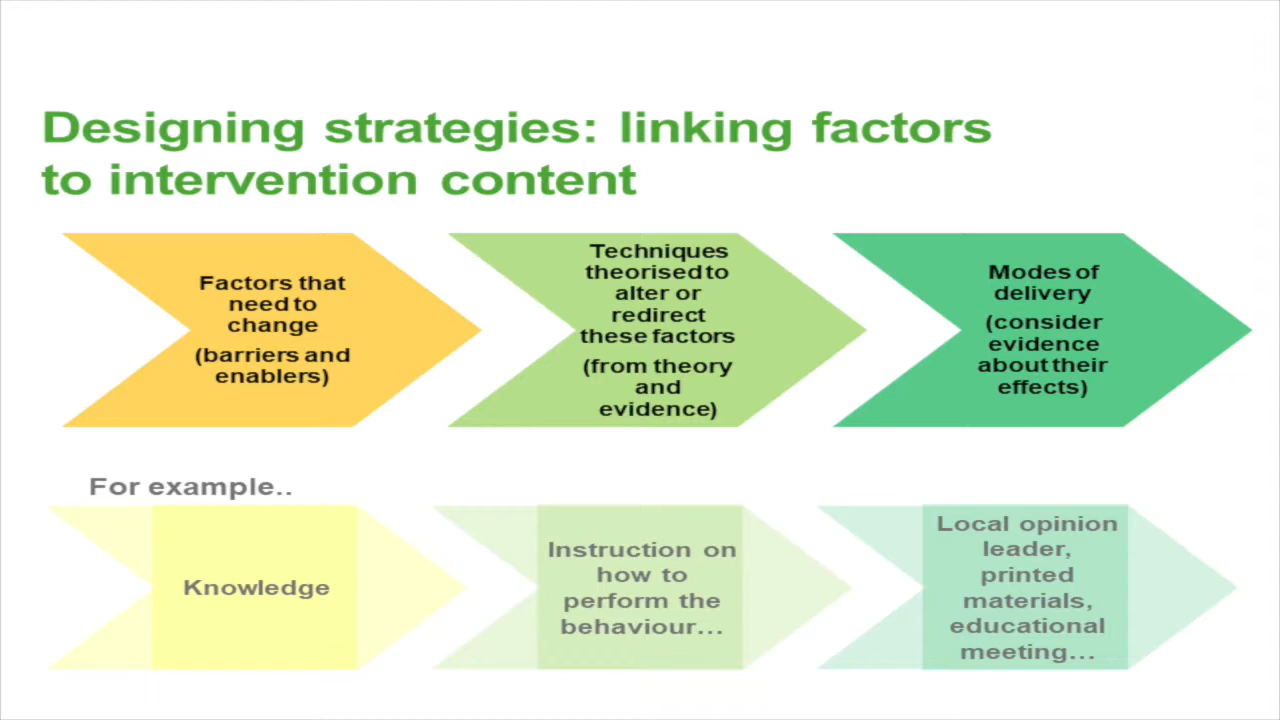 Designing strategies: linking factors
to intervention content
Factors that
need to
change
(barriers and
enablers)
Techniques
theorised to
alter or
redirect
these factors
(from theory
and
evidence)
Modes of
delivery
(consider
evidence
about their
effects)
For example..
Knowledge
Instruction on
how to
perform the
behaviour...
Local opinion
leader,
printed
materials,
educational
meeting...